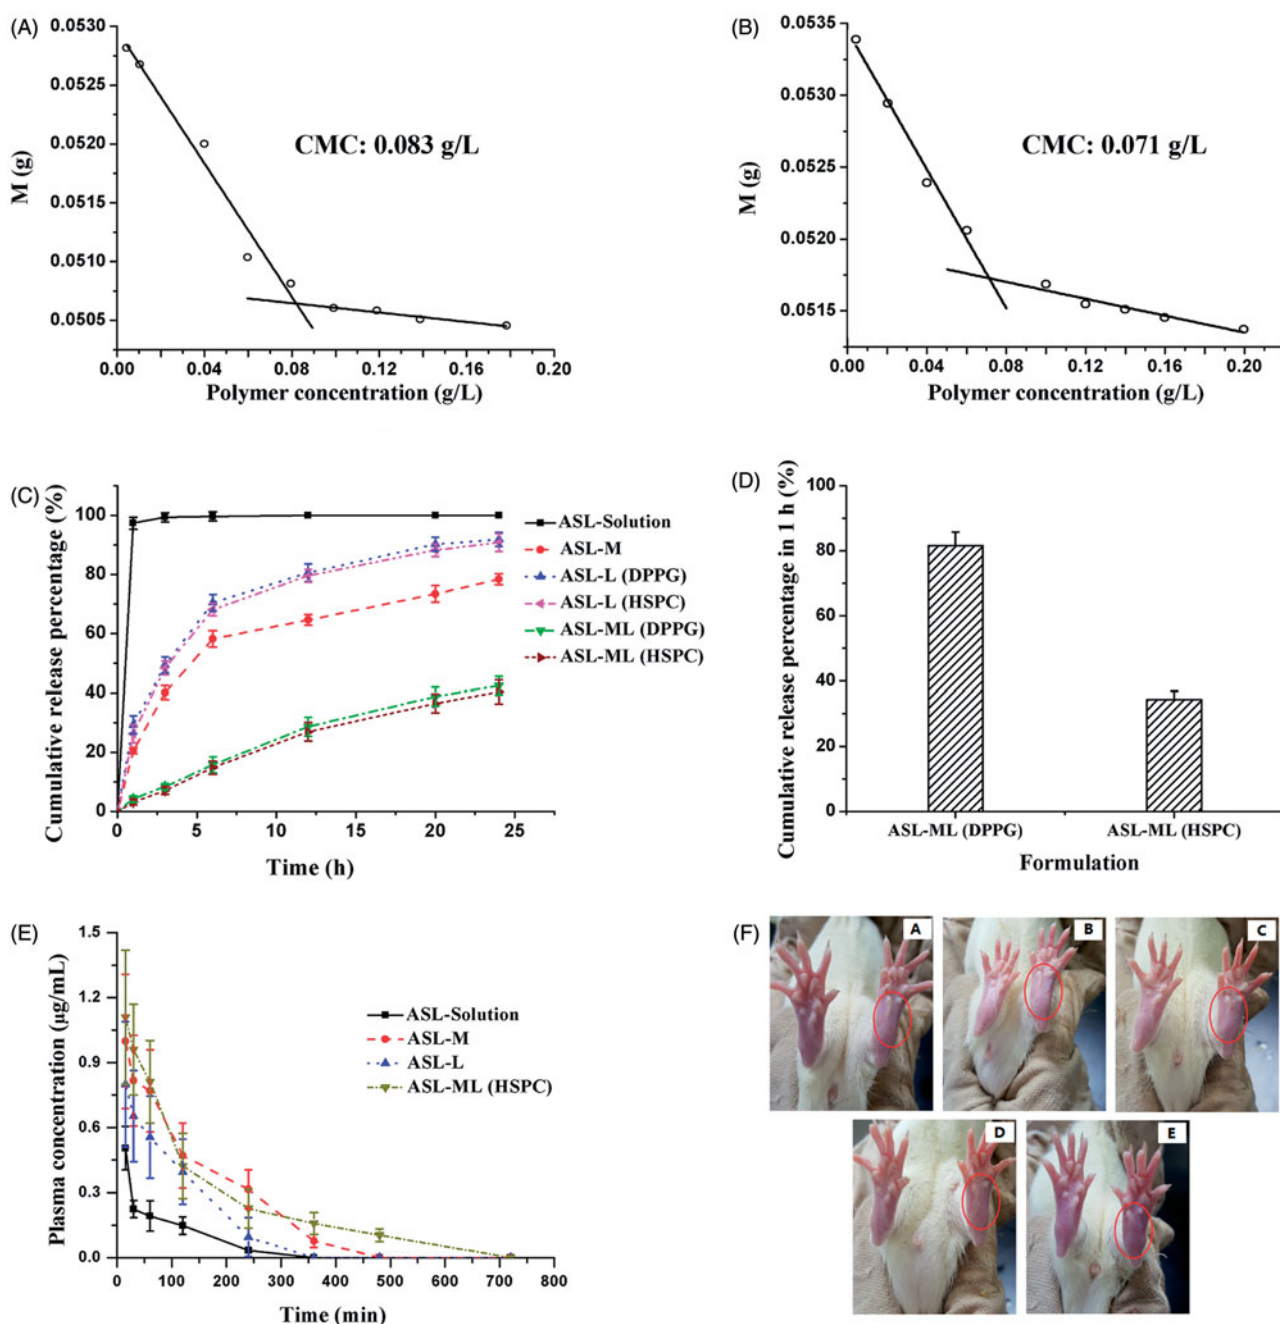 (A)
0.0530
0.0525
0.0520
0.0515
0.0510
0.0505
M (g)
CMC: 0.083 g/L
0.00 0.04 0.08 0.12 0.16 0.20
Polymer concentration (g/L)
(B)
0.0535
0.0530
0.0525
0.0520
0.0515
M (g)
CMC: 0.071 g/L
0.00 0.04 0.08 0.12 0.16 0.20
Polymer concentration (g/L)
(C)
Cumulative release percentage (%)
100
80
60
40
20
0
ASL-Solution
ASL-M
ASL-L (DPPG)
ASL-L (HSPC)
ASL-ML (DPPG)
ASL-ML (HSPC)
0 5 10 15 20 25
Time (h)
(D)
Cumulative release percentage in 1 h (%)
100
80
60
40
20
0
ASL-ML (DPPG) ASL-ML (HSPC)
Formulation
(E)
Plasma concentration (μg/mL)
1.5
1.2
0.9
0.6
0.3
0.0
ASL-Solution
ASL-M
ASL-L
ASL-ML (HSPC)
0 100 200 300 400 500 600 700 800
Time (min)
(F)
A
B
C
D
E